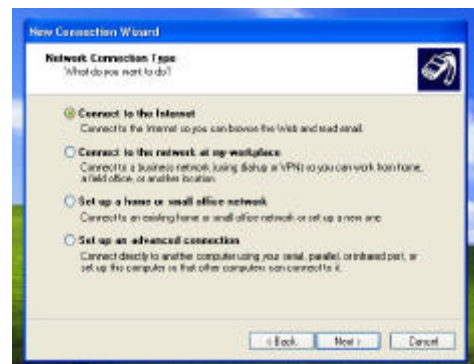 New Connection Wizard
Network Connection Type
What do you want to do?
Connect to the Internet
Connect to the Internet so you can browse the Web and read email.
Connect to the network at my workplace
Connect to a business network (using dialup or VPN) so you can work from home,
a field office, or another location.
Set up a home or small office network
Connect to an existing home or small office network or set up a new one.
Set up an advanced connection
Connect directly to another computer using your serial, parallel, or infrared port, or
set up this computer so that other computers can connect to it.
< Back
Next >
Cancel